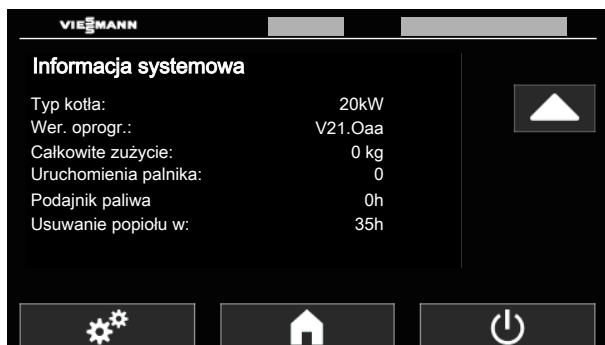 VIESMANN
Informacja systemowa
Typ kotła: 20kW
Wer. oprogr.: V21.Oaa
Całkowite zużycie: 0 kg
Uruchomienia palnika: 0
Podajnik paliwa 0h
Usuwanie popiołu w: 35h